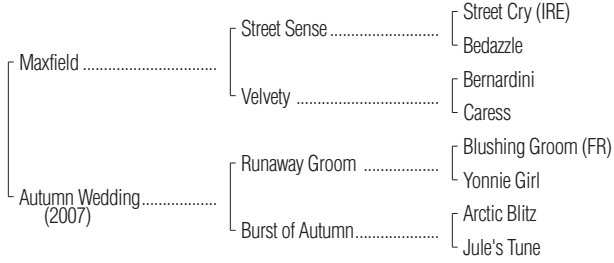 Street Cry (IRE)
Street Sense ......................
Bedazzle
Maxfield ...........................
Bernardini
Velvety .............................
Caress
Blushing Groom (FR)
Runaway Groom ...............
Yonnie Girl
Autumn Wedding...............
(2007)
Arctic Blitz
Burst of Autumn.................
Jule's Tune